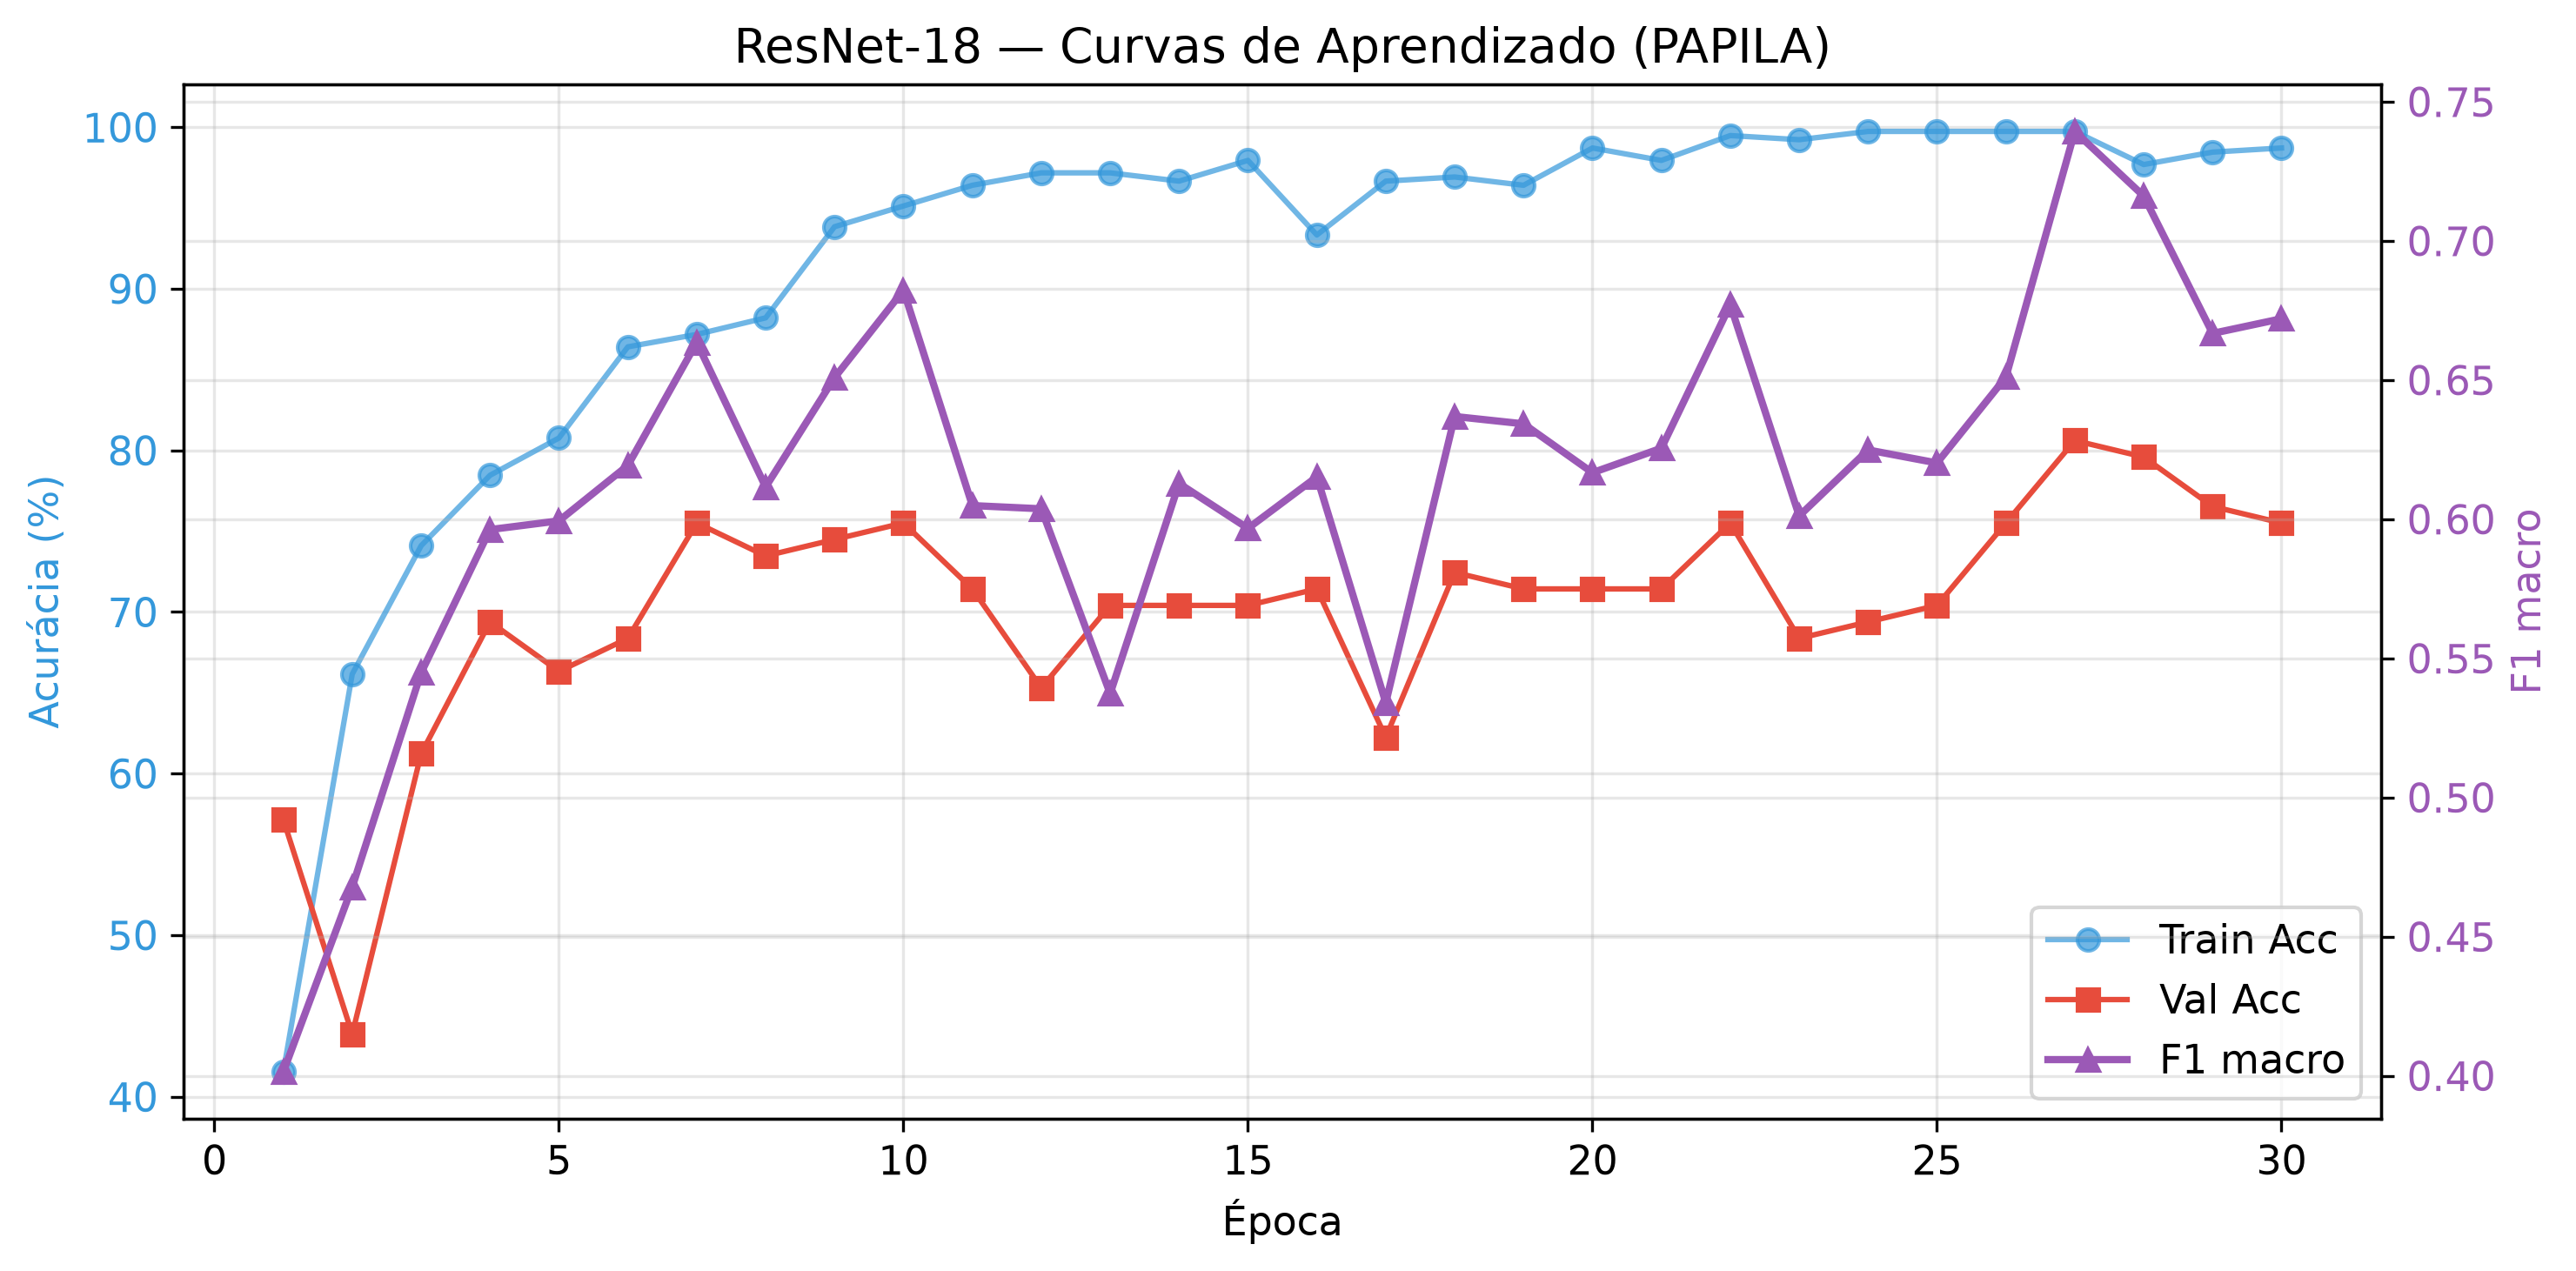 ResNet-18 — Curvas de Aprendizado (PAPILA)
100
90
80
70
60
50
40
Acurácia (%)
0.75
0.70
0.65
0.60
0.55
0.50
0.45
0.40
F1 macro
Train Acc
Val Acc
F1 macro
0 5 10 15 20 25 30
Época